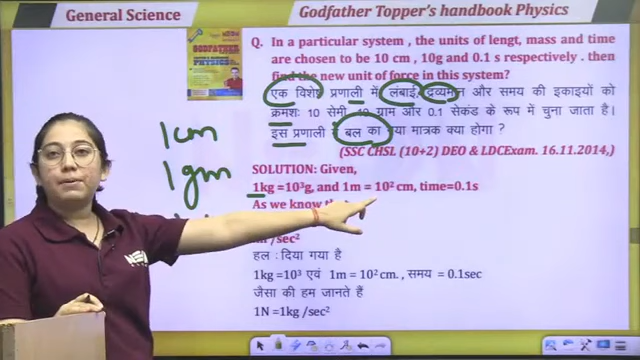 General Science
Godfather Topper's handbook Physics
GODFATHER
Q. In a particular system , the units of lengt, mass and time
are chosen to be 10 cm , 10g and 0.1 s respectively. then
find the new unit of force in this system?
एक विशेष प्रणाली में लंबाई, द्रव्यमान और समय की इकाइयों को
क्रमशः 10 सेमी, 10 ग्राम और 0.1 सेकंड के रूप में चुना जाता है।
इस प्रणाली में बल का नया मात्रक क्या होगा ?
(SSC CHSL (10+2) DEO & LDCExam. 16.11.2014,)
1cm
1gm
SOLUTION: Given,
1kg =10³g, and 1m = 10² cm, time=0.1s
As we know
m/sec²
हल : दिया गया है
1kg =10³ एवं 1m = 10² cm. , समय = 0.1sec
जैसा की हम जानते हैं
1N =1kg /sec²